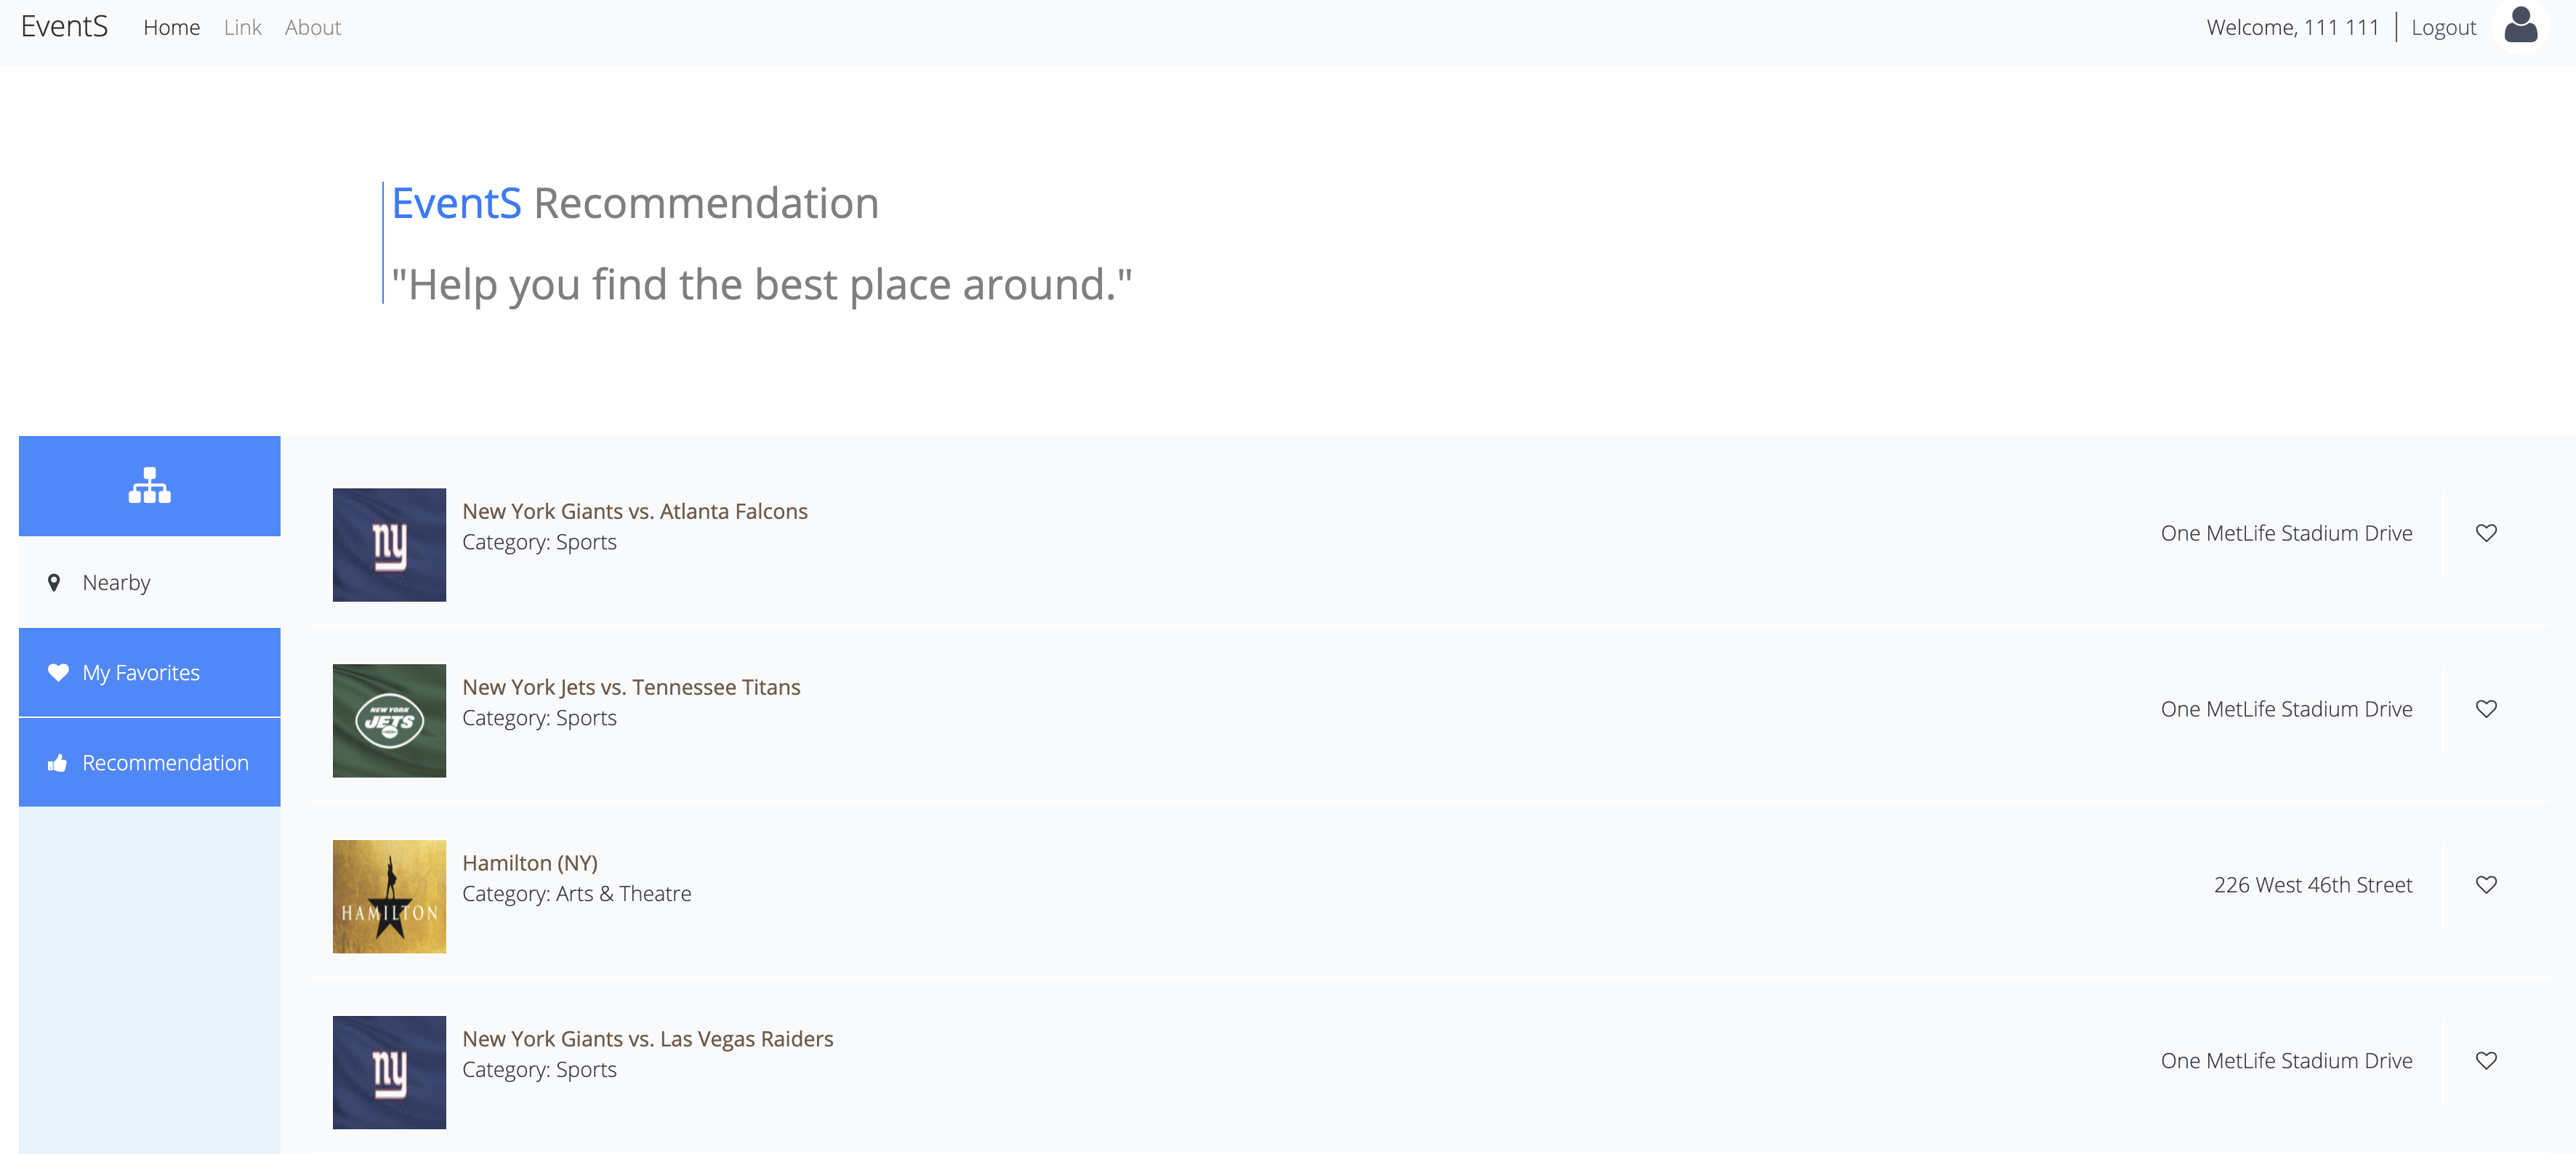 EventS Home Link About Welcome, 111 111 Logout
EventS Recommendation
"Help you find the best place around."
Nearby
My Favorites
Recommendation
ny
New York Giants vs. Atlanta Falcons
Category: Sports
One MetLife Stadium Drive
NEW YORK
JETS
New York Jets vs. Tennessee Titans
Category: Sports
One MetLife Stadium Drive
HAMILTON
Hamilton (NY)
Category: Arts & Theatre
226 West 46th Street
ny
New York Giants vs. Las Vegas Raiders
Category: Sports
One MetLife Stadium Drive